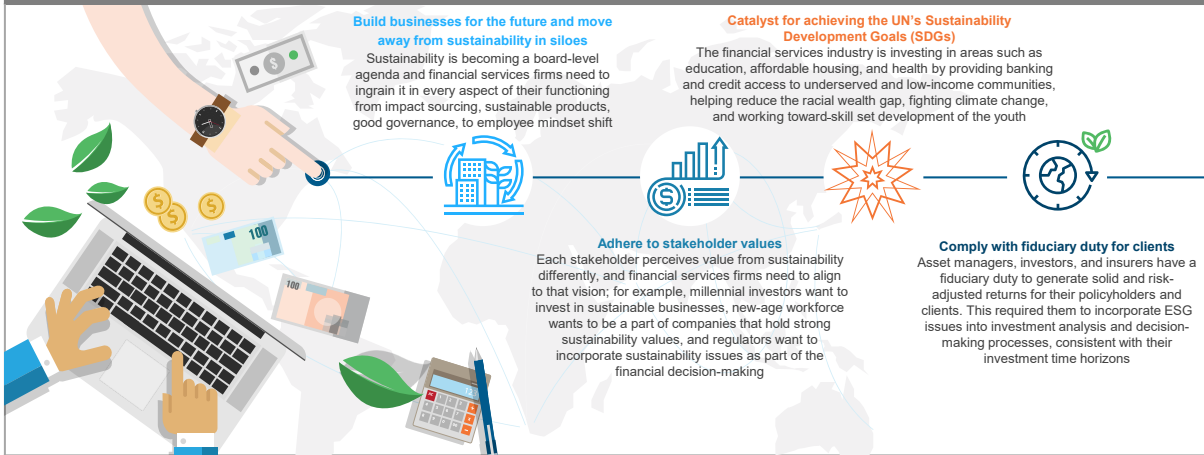 Build businesses for the future and move
away from sustainability in siloes
Sustainability is becoming a board-level
agenda and financial services firms need to
ingrain it in every aspect of their functioning
from impact sourcing, sustainable products,
good governance, to employee mindset shift
Catalyst for achieving the UN's Sustainability
Development Goals (SDGs)
The financial services industry is investing in areas such as
education, affordable housing, and health by providing banking
and credit access to underserved and low-income communities,
helping reduce the racial wealth gap, fighting climate change,
and working toward-skill set development of the youth
$
$
$
$
$
100
100
Adhere to stakeholder values
Each stakeholder perceives value from sustainability
differently, and financial services firms need to align
to that vision; for example, millennial investors want to
invest in sustainable businesses, new-age workforce
wants to be a part of companies that hold strong
sustainability values, and regulators want to
incorporate sustainability issues as part of the
financial decision-making
Comply with fiduciary duty for clients
Asset managers, investors, and insurers have a
fiduciary duty to generate solid and risk-
adjusted returns for their policyholders and
clients. This required them to incorporate ESG
issues into investment analysis and decision-
making processes, consistent with their
investment time horizons